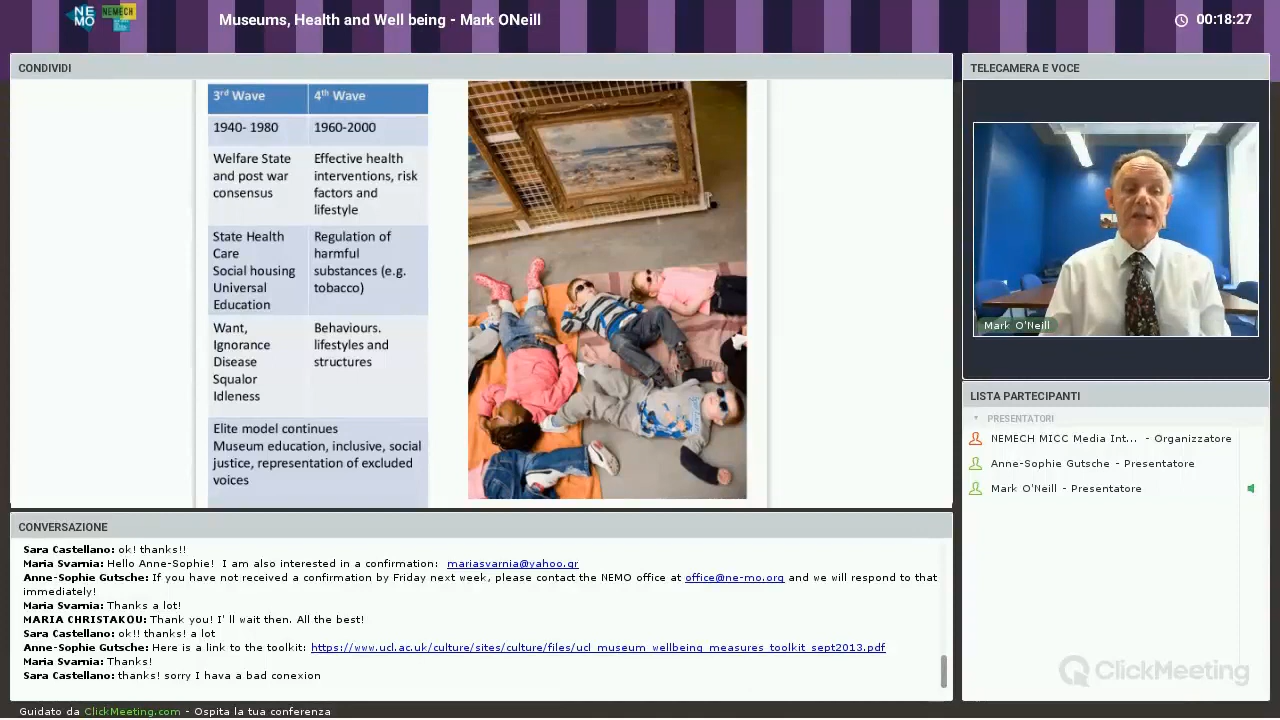 NE
MO
NEMECH
Museums, Health and Well being - Mark ONeill
00:18:27
CONDIVIDI
3rd Wave
4th Wave
1940- 1980
1960-2000
Welfare State
and post war
consensus
Effective health
interventions, risk
factors and
lifestyle
State Health
Care
Social housing
Universal
Education
Regulation of
harmful
substances (e.g.
tobacco)
Want,
Ignorance
Disease
Squalor
Idleness
Behaviours.
lifestyles and
structures
Elite model continues
Museum education, inclusive, social
justice, representation of excluded
voices
TELECAMERA E VOCE
Mark O'Neill
LISTA PARTECIPANTI
PRESENTATORI
NEMECH MICC Media Int... - Organizzatore
Anne-Sophie Gutsche - Presentatore
Mark O'Neill - Presentatore
CONVERSAZIONE
Sara Castellano: ok! thanks!!
Maria Svarnia: Hello Anne-Sophie! I am also interested in a confirmation: mariasvarnia@yahoo.gr
Anne-Sophie Gutsche: If you have not received a confirmation by Friday next week, please contact the NEMO office at office@ne-mo.org and we will respond to that
immediately!
Maria Svarnia: Thanks a lot!
MARIA CHRISTAKOU: Thank you! I' ll wait then. All the best!
Sara Castellano: ok!! thanks! a lot
Anne-Sophie Gutsche: Here is a link to the toolkit: https://www.ucl.ac.uk/culture/sites/culture/files/ucl_museum_wellbeing_measures_toolkit_sept2013.pdf
Maria Svarnia: Thanks!
Sara Castellano: thanks! sorry I hava a bad conexion
ClickMeeting
Guidato da ClickMeeting.com - Ospita la tua conferenza